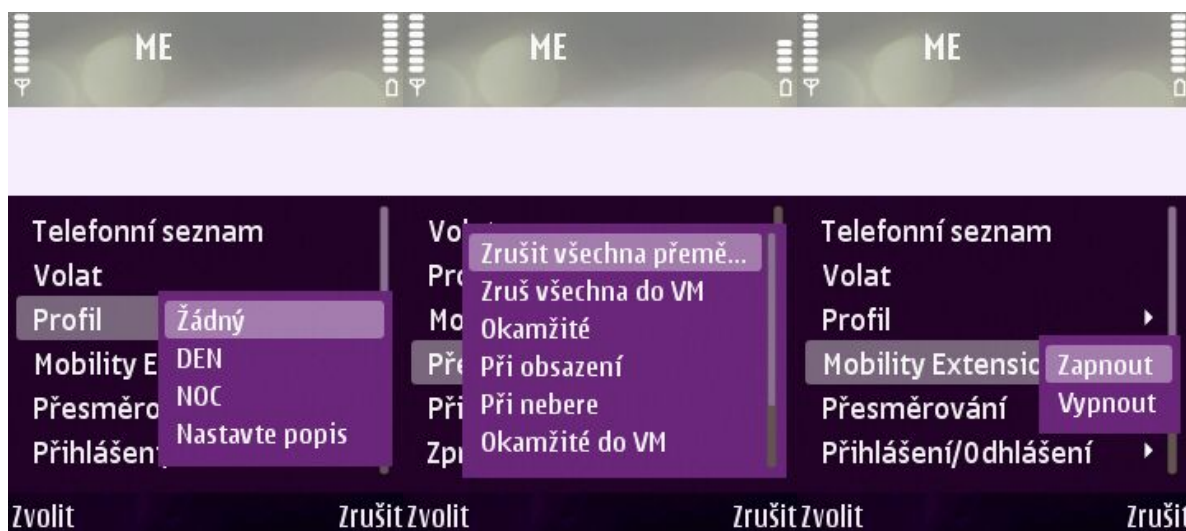 ME
Telefonní seznam
Volat
Profil
Žádný
DEN
NOC
Nastavte popis
Mobility E
Přesměro
Přihlášen
Zvolit
Zrušit
ME
Zrušit všechna přemě...
Zruš všechna do VM
Okamžité
Při obsazení
Při nebere
Okamžité do VM
Zvolit
Zrušit
ME
Telefonní seznam
Volat
Profil
Mobility Extensio
Zapnout
Vypnout
Přesměrování
Přihlášení/Odhlášení
Zvolit
Zrušit